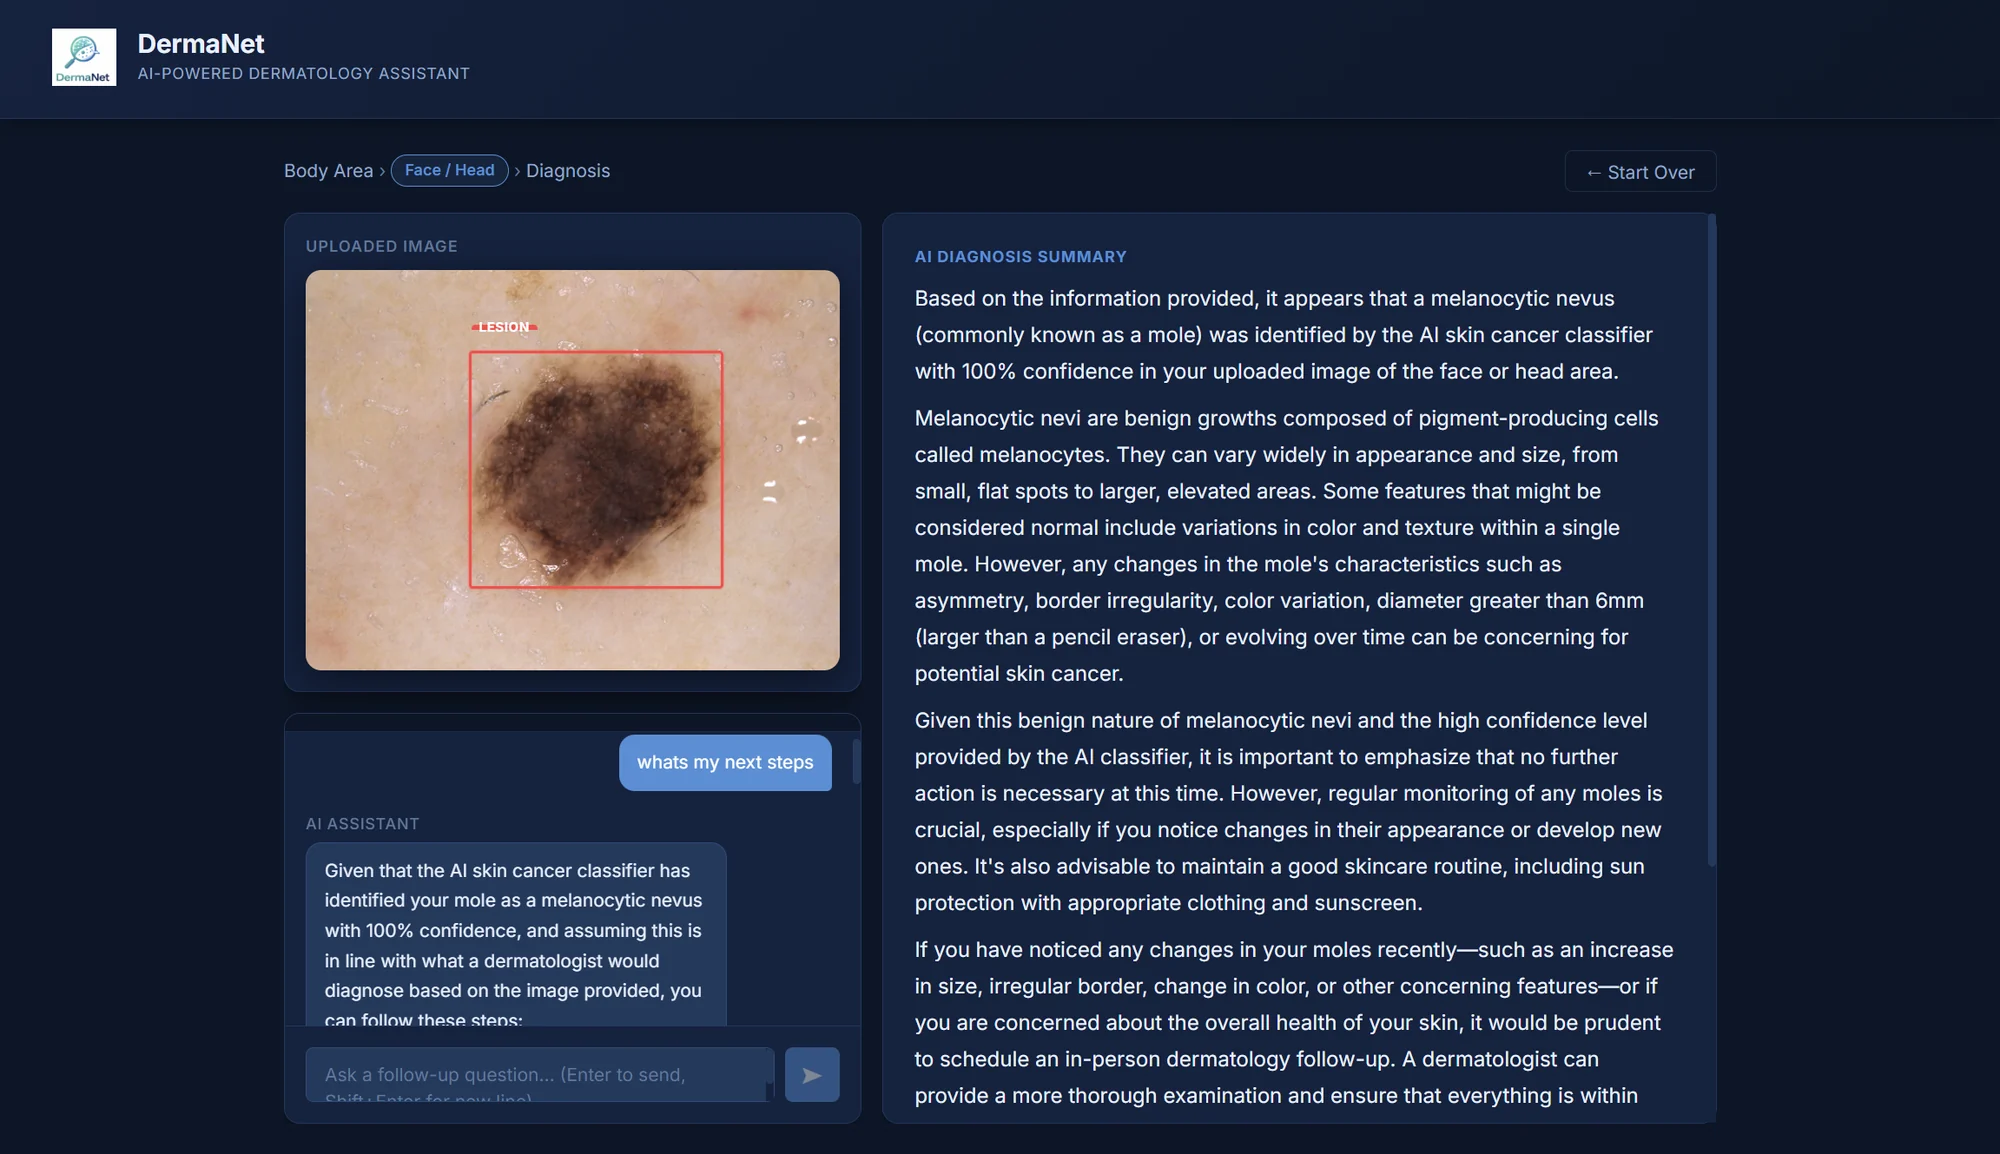 DermaNet
DermaNet
AI-POWERED DERMATOLOGY ASSISTANT
Body Area › Face / Head › Diagnosis
← Start Over
UPLOADED IMAGE
LESION
whats my next steps
AI ASSISTANT
Given that the AI skin cancer classifier has
identified your mole as a melanocytic nevus
with 100% confidence, and assuming this is
in line with what a dermatologist would
diagnose based on the image provided, you
can follow these steps:
Ask a follow-up question... (Enter to send,
Shift+Enter for new line)
AI DIAGNOSIS SUMMARY
Based on the information provided, it appears that a melanocytic nevus
(commonly known as a mole) was identified by the AI skin cancer classifier
with 100% confidence in your uploaded image of the face or head area.
Melanocytic nevi are benign growths composed of pigment-producing cells
called melanocytes. They can vary widely in appearance and size, from
small, flat spots to larger, elevated areas. Some features that might be
considered normal include variations in color and texture within a single
mole. However, any changes in the mole's characteristics such as
asymmetry, border irregularity, color variation, diameter greater than 6mm
(larger than a pencil eraser), or evolving over time can be concerning for
potential skin cancer.
Given this benign nature of melanocytic nevi and the high confidence level
provided by the AI classifier, it is important to emphasize that no further
action is necessary at this time. However, regular monitoring of any moles is
crucial, especially if you notice changes in their appearance or develop new
ones. It's also advisable to maintain a good skincare routine, including sun
protection with appropriate clothing and sunscreen.
If you have noticed any changes in your moles recently—such as an increase
in size, irregular border, change in color, or other concerning features—or if
you are concerned about the overall health of your skin, it would be prudent
to schedule an in-person dermatology follow-up. A dermatologist can
provide a more thorough examination and ensure that everything is within